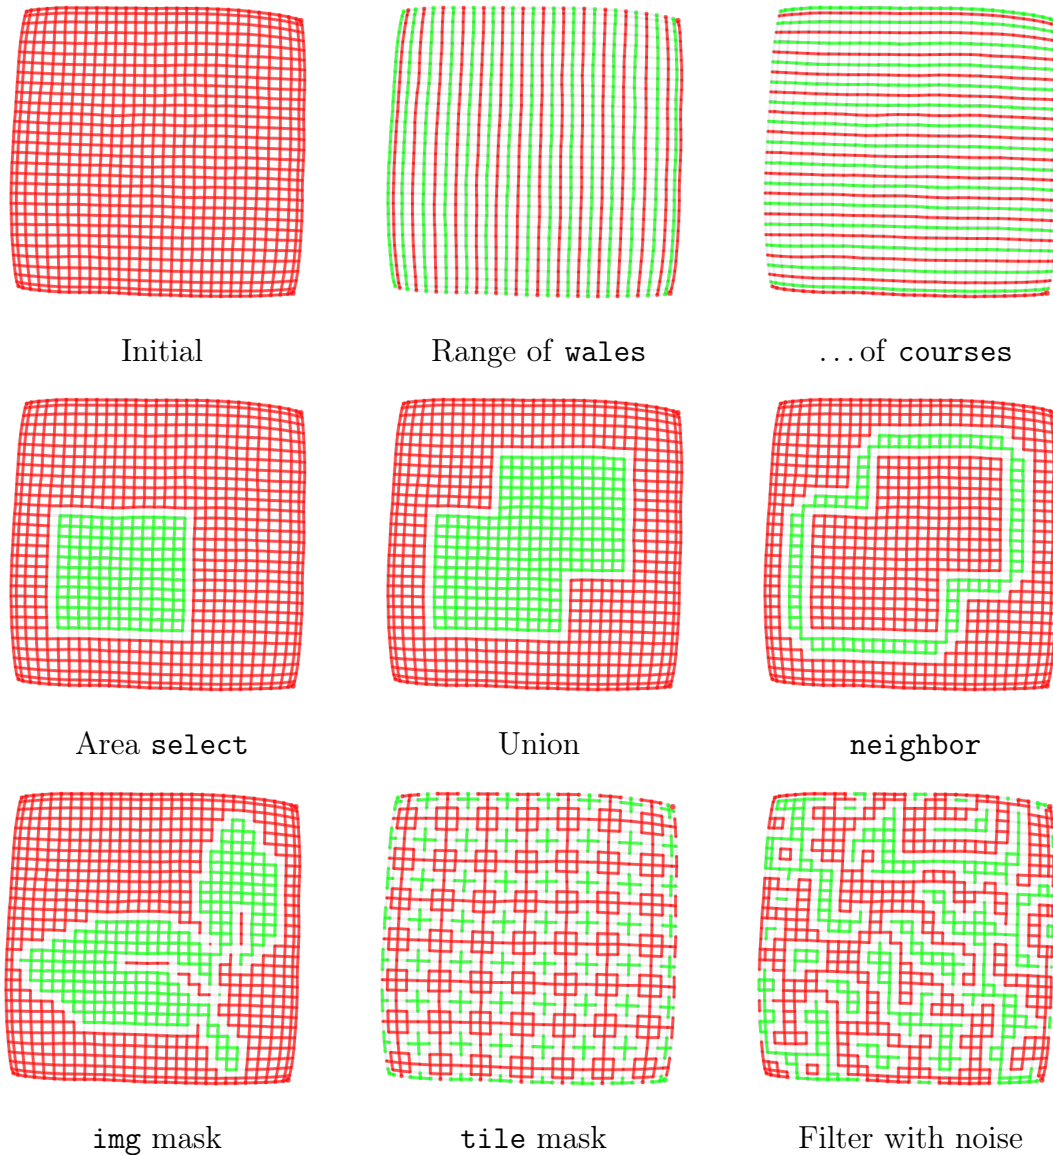 Initial
Range of wales
...of courses
Area select
Union
neighbor
img mask
tile mask
Filter with noise